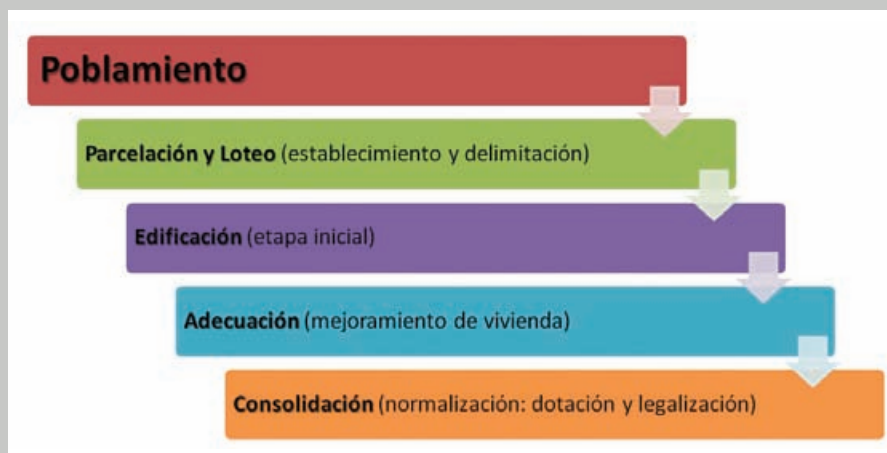 Poblamiento
Parcelación y Loteo (establecimiento y delimitación)
Edificación (etapa inicial)
Adecuación (mejoramiento de vivienda)
Consolidación (normalización: dotación y legalización)